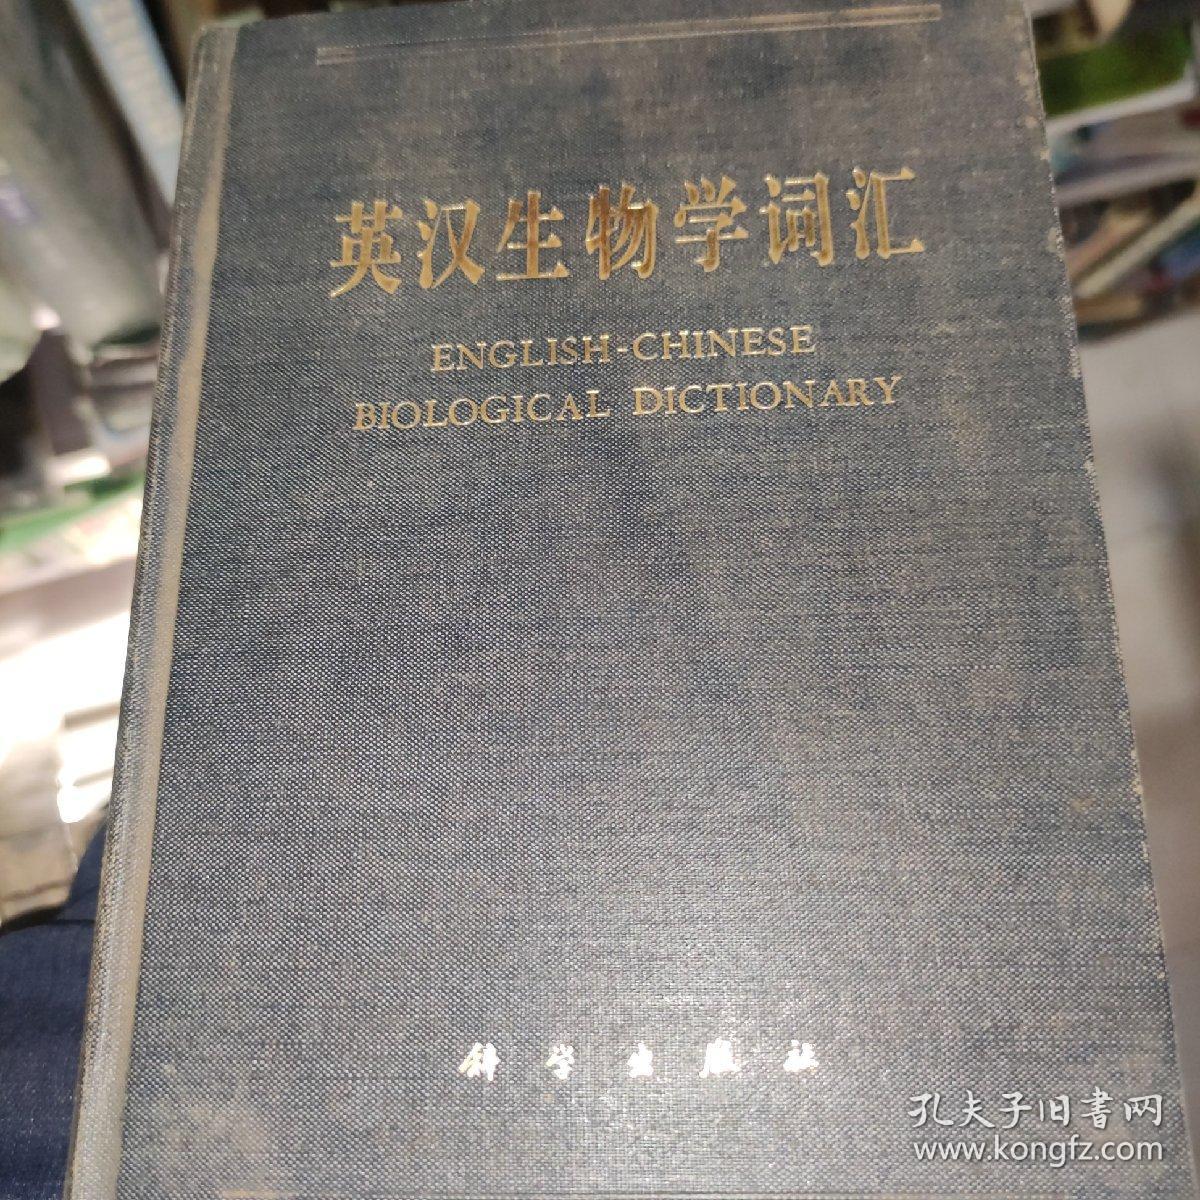 英汉生物学词汇
ENGLISH-CHINESE
BIOLOGICAL DICTIONARY
科学出版社
孔夫子旧書网
www.kongfz.com